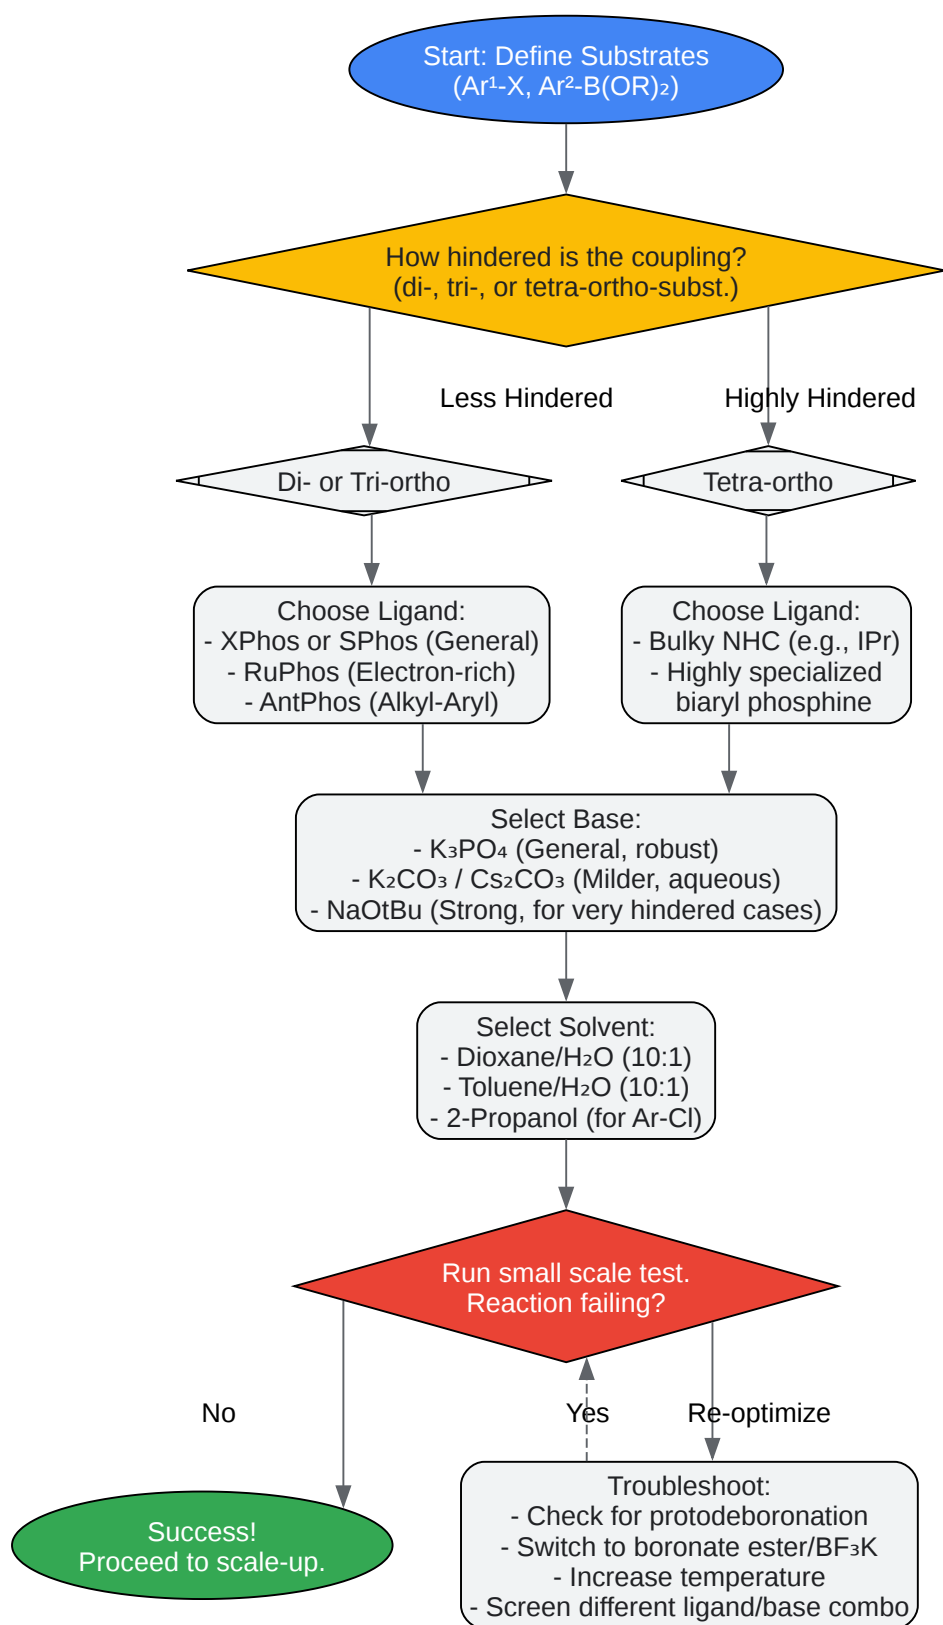 Start: Define Substrates
(Ar¹-X, Ar²-B(OR)₂)
How hindered is the coupling?
(di-, tri-, or tetra-ortho-subst.)
Less Hindered
Highly Hindered
Di- or Tri-ortho
Tetra-ortho
Choose Ligand:
- XPhos or SPhos (General)
- RuPhos (Electron-rich)
- AntPhos (Alkyl-Aryl)
Choose Ligand:
- Bulky NHC (e.g., IPr)
- Highly specialized
biaryl phosphine
Select Base:
- K₃PO₄ (General, robust)
- K₂CO₃ / Cs₂CO₃ (Milder, aqueous)
- NaOtBu (Strong, for very hindered cases)
Select Solvent:
- Dioxane/H₂O (10:1)
- Toluene/H₂O (10:1)
- 2-Propanol (for Ar-Cl)
Run small scale test.
Reaction failing?
No
Yes
Re-optimize
Success!
Proceed to scale-up.
Troubleshoot:
- Check for protodeboronation
- Switch to boronate ester/BF₃K
- Increase temperature
- Screen different ligand/base combo